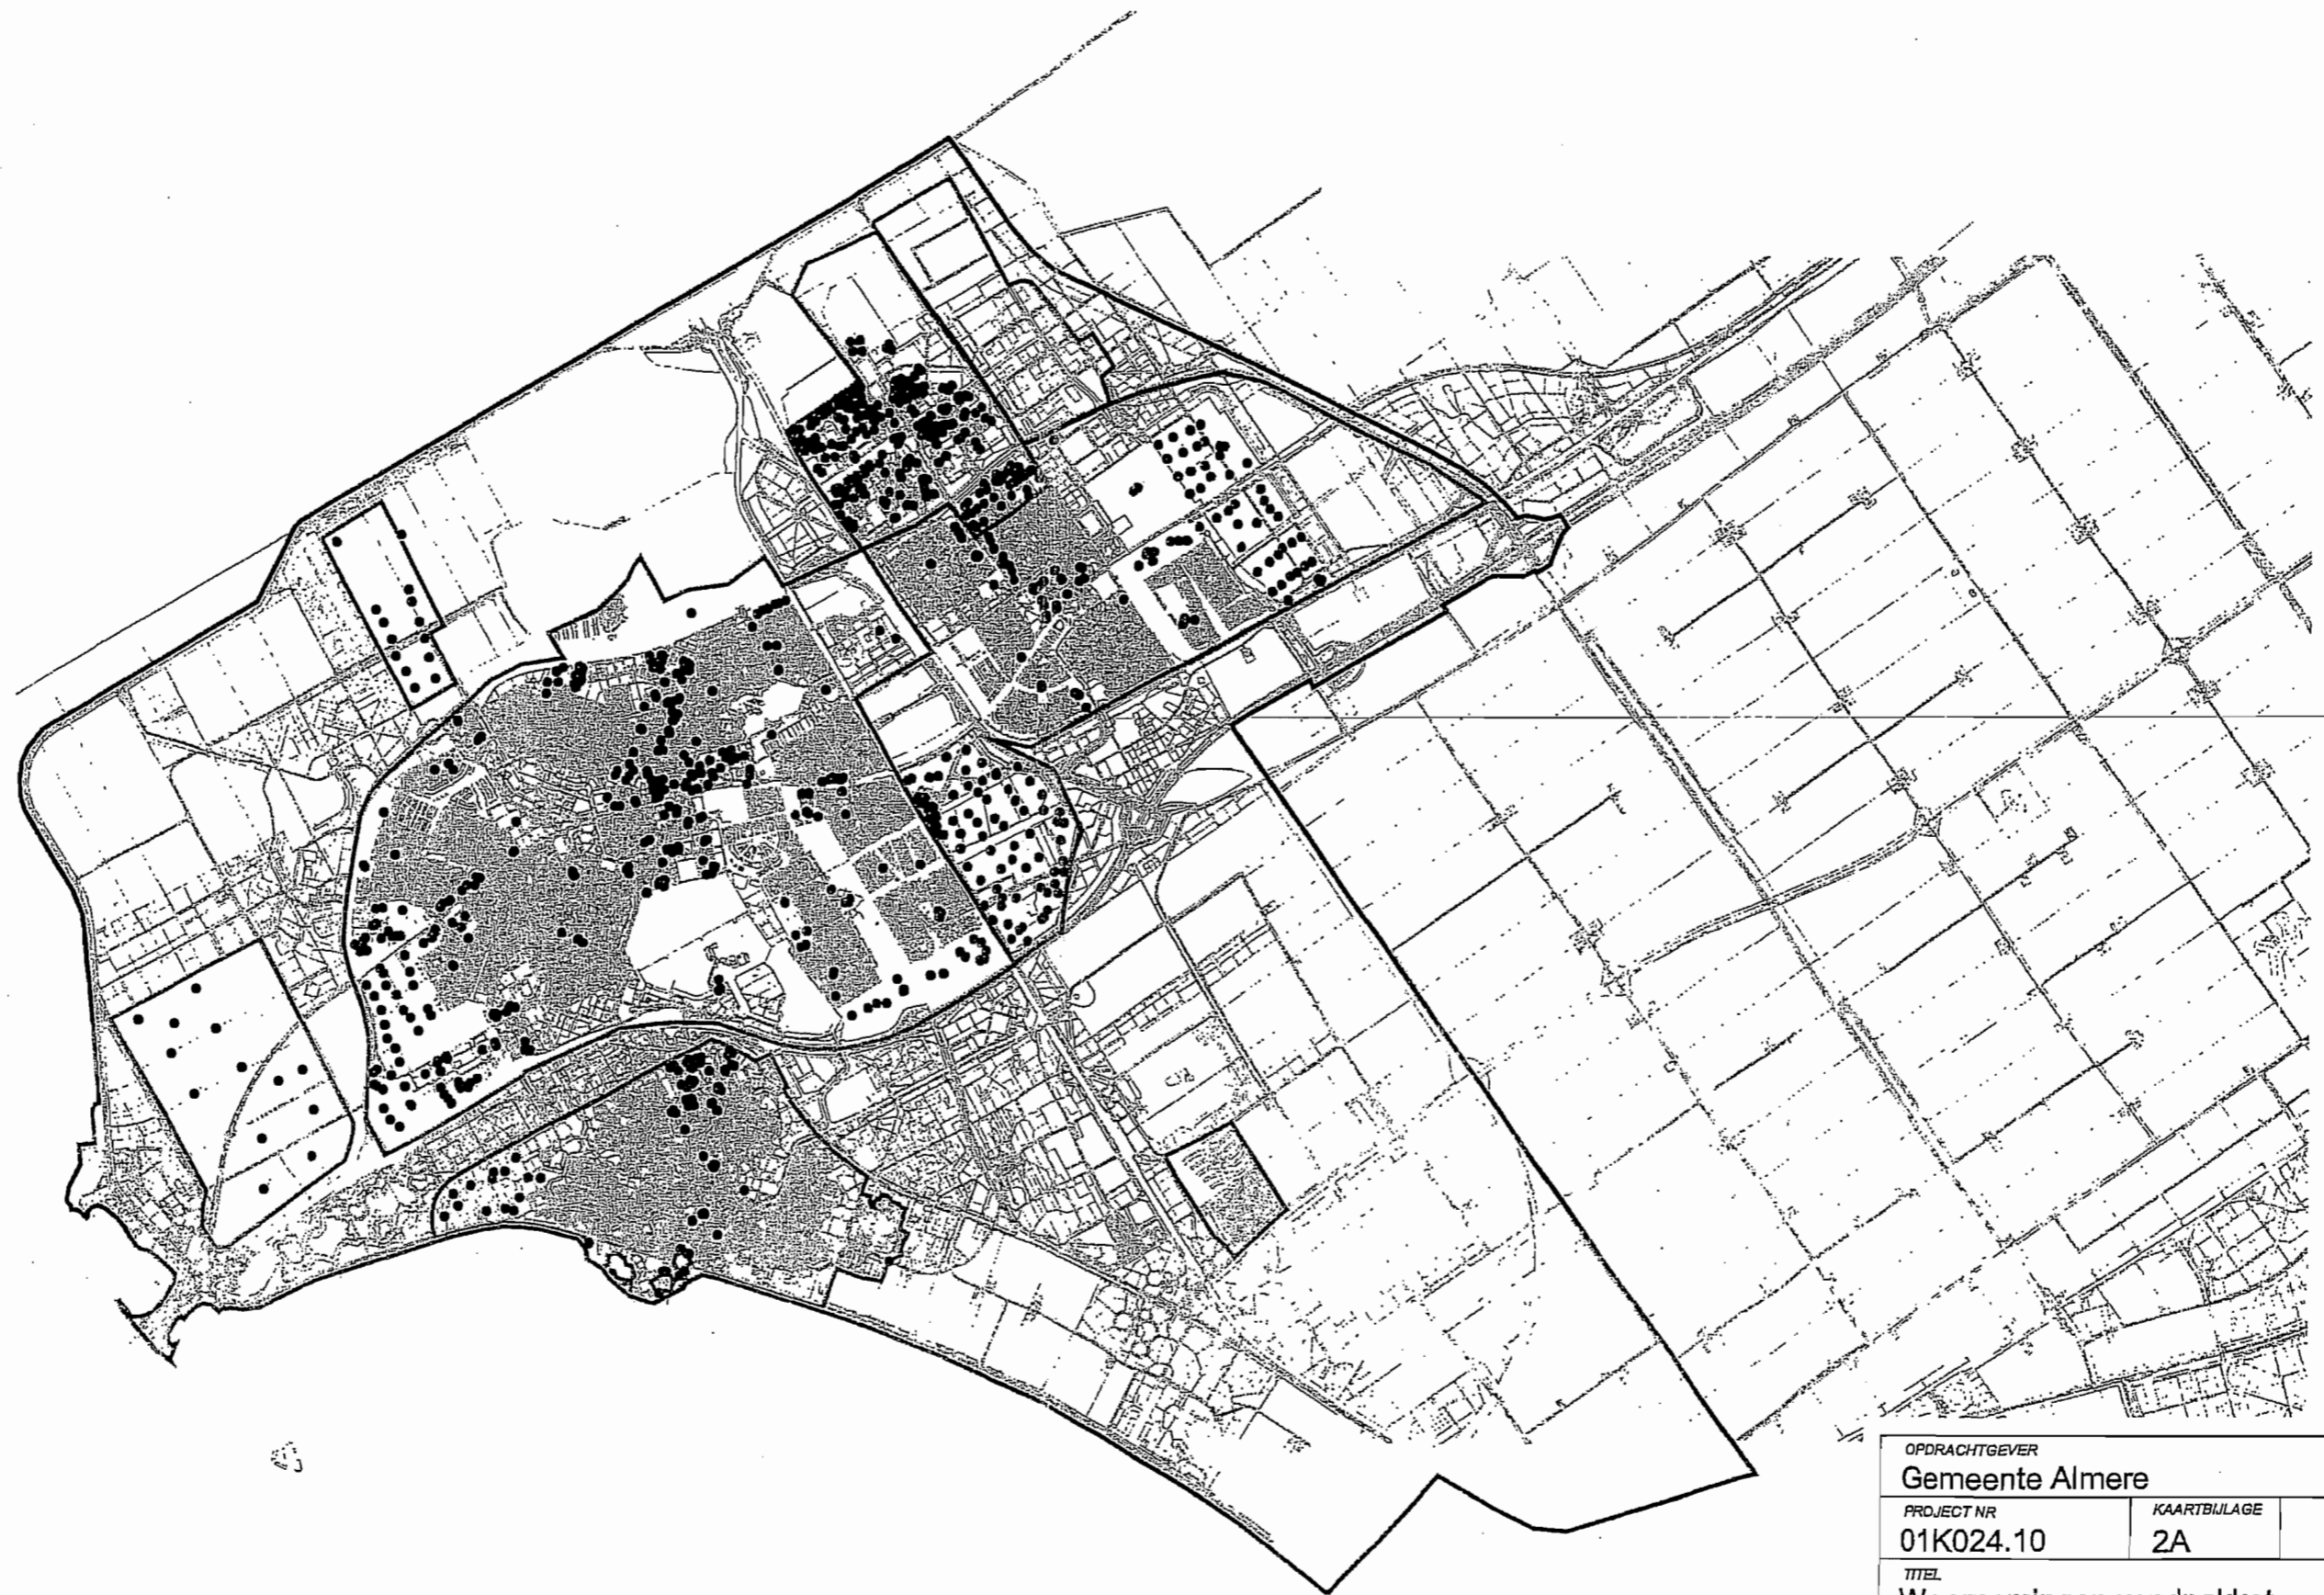 OPDRACHTGEVER
Gemeente Almere
PROJECT NR
KAARTBIJLAGE
01K024.10
2A
TITEL